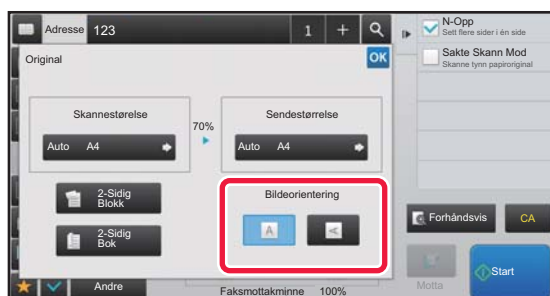 Adresse 123 1 +
Original
OK
Skannestørelse
Auto A4
70%
Sendestørrelse
Auto A4
2-Sidig
Blokk
2-Sidig
Bok
Bildeorientering
A
A
Andre
Faksmottakminne 100%
N-Opp
Sett flere sider i én side
Sakte Skann Mod
Skanne tynn papiroriginal
Forhåndsvis
CA
Motta
Start